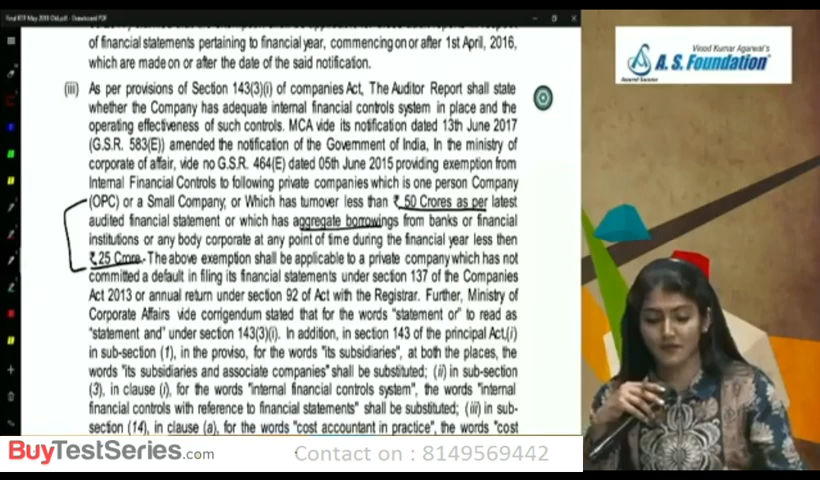 Final RTP May 2018 Old.pdf - Drawboard PDF
of financial statements pertaining to financial year, commencing on or after 1st April, 2016,
which are made on or after the date of the said notification.
(iii) As per provisions of Section 143(3)(i) of companies Act, The Auditor Report shall state
whether the Company has adequate internal financial controls system in place and the
operating effectiveness of such controls. MCA vide its notification dated 13th June 2017
(G.S.R. 583(E)) amended the notification of the Government of India, In the ministry of
corporate of affair, vide no G.S.R. 464(E) dated 05th June 2015 providing exemption from
Internal Financial Controls to following private companies which is one person Company
(OPC) or a Small Company; or Which has turnover less than ₹ 50 Crores as per latest
audited financial statement or which has aggregate borrowings from banks or financial
institutions or any body corporate at any point of time during the financial year less then
₹ 25 Crore. The above exemption shall be applicable to a private company which has not
committed a default in filing its financial statements under section 137 of the Companies
Act 2013 or annual return under section 92 of Act with the Registrar. Further, Ministry of
Corporate Affairs vide corrigendum stated that for the words “statement or” to read as
“statement and” under section 143(3)(i). In addition, in section 143 of the principal Act,(i)
in sub-section (1), in the proviso, for the words "its subsidiaries", at both the places, the
words "its subsidiaries and associate companies" shall be substituted; (ii) in sub-section
(3), in clause (i), for the words "internal financial controls system", the words "internal
financial controls with reference to financial statements" shall be substituted; (iii) in sub-
section (14), in clause (a), for the words "cost accountant in practice", the words "cost
Vinod Kumar Agarwal's
A. S. Foundation®
BuyTestSeries.com
Contact on : 8149569442